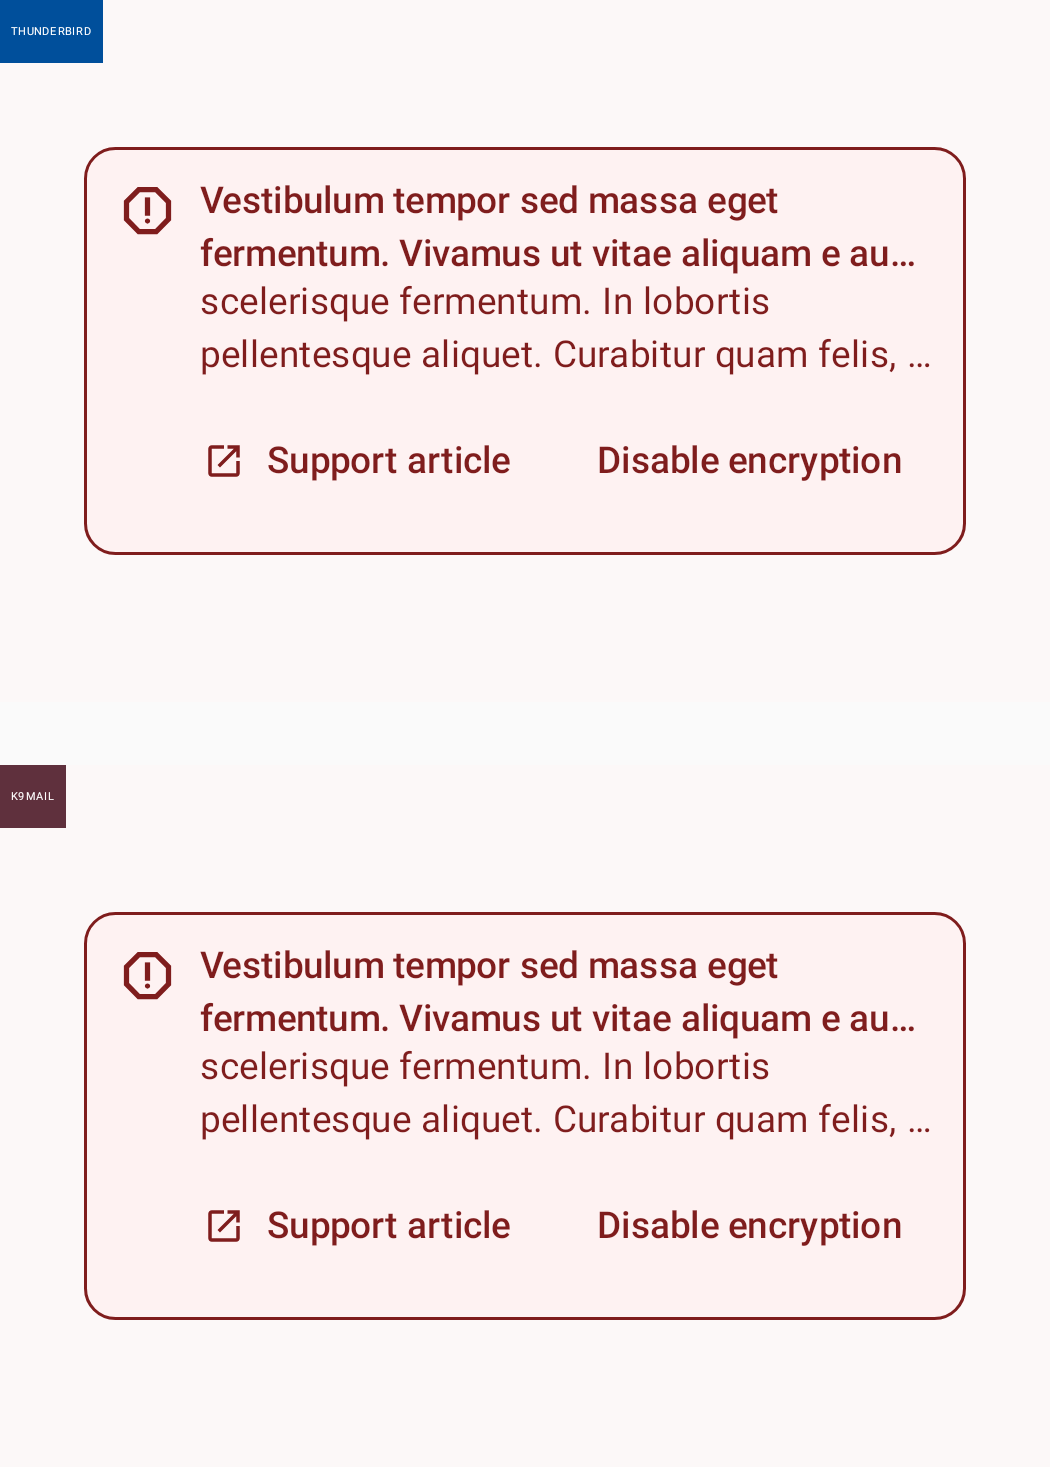 THUNDERBIRD
Vestibulum tempor sed massa eget
fermentum. Vivamus ut vitae aliquam e au…
scelerisque fermentum. In lobortis
pellentesque aliquet. Curabitur quam felis, …
Support article Disable encryption
K9MAIL
Vestibulum tempor sed massa eget
fermentum. Vivamus ut vitae aliquam e au…
scelerisque fermentum. In lobortis
pellentesque aliquet. Curabitur quam felis, …
Support article Disable encryption